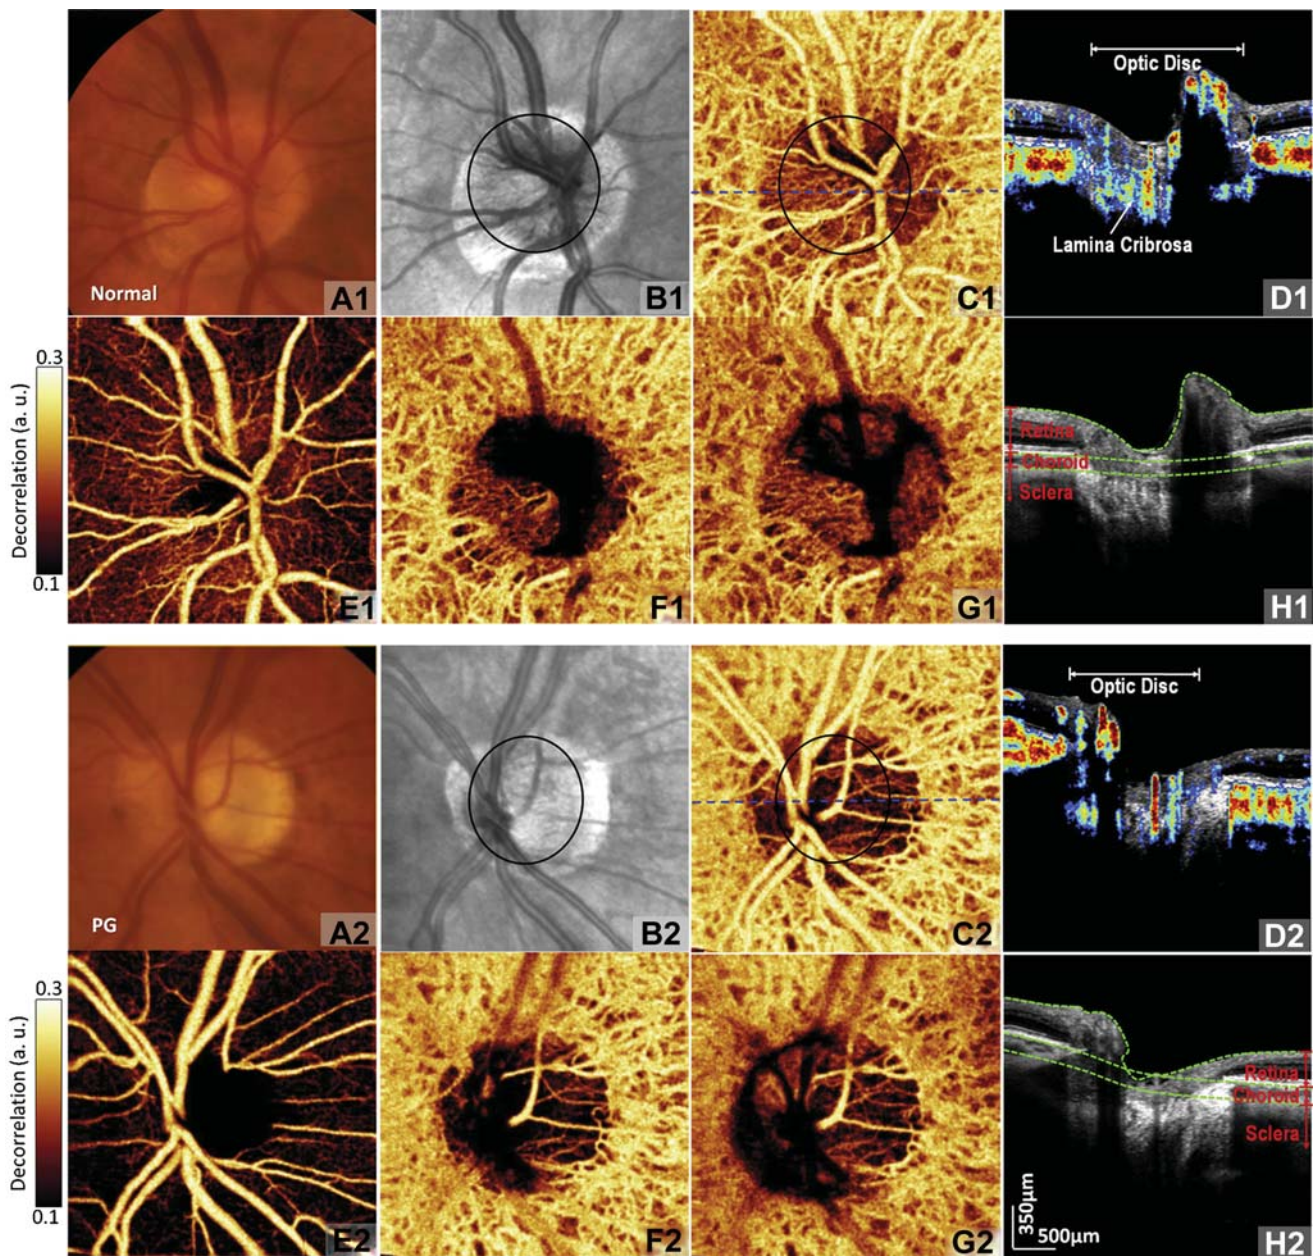 Normal
A1
B1
C1
Optic Disc
Lamina Cribrosa
D1
0.3
Decorrelation (a. u.)
0.1
E1
F1
G1
Retina
Choroid
Sclera
H1
PG
A2
B2
C2
Optic Disc
D2
0.3
Decorrelation (a. u.)
0.1
E2
F2
G2
Retina
Choroid
Sclera
350µm
500µm
H2